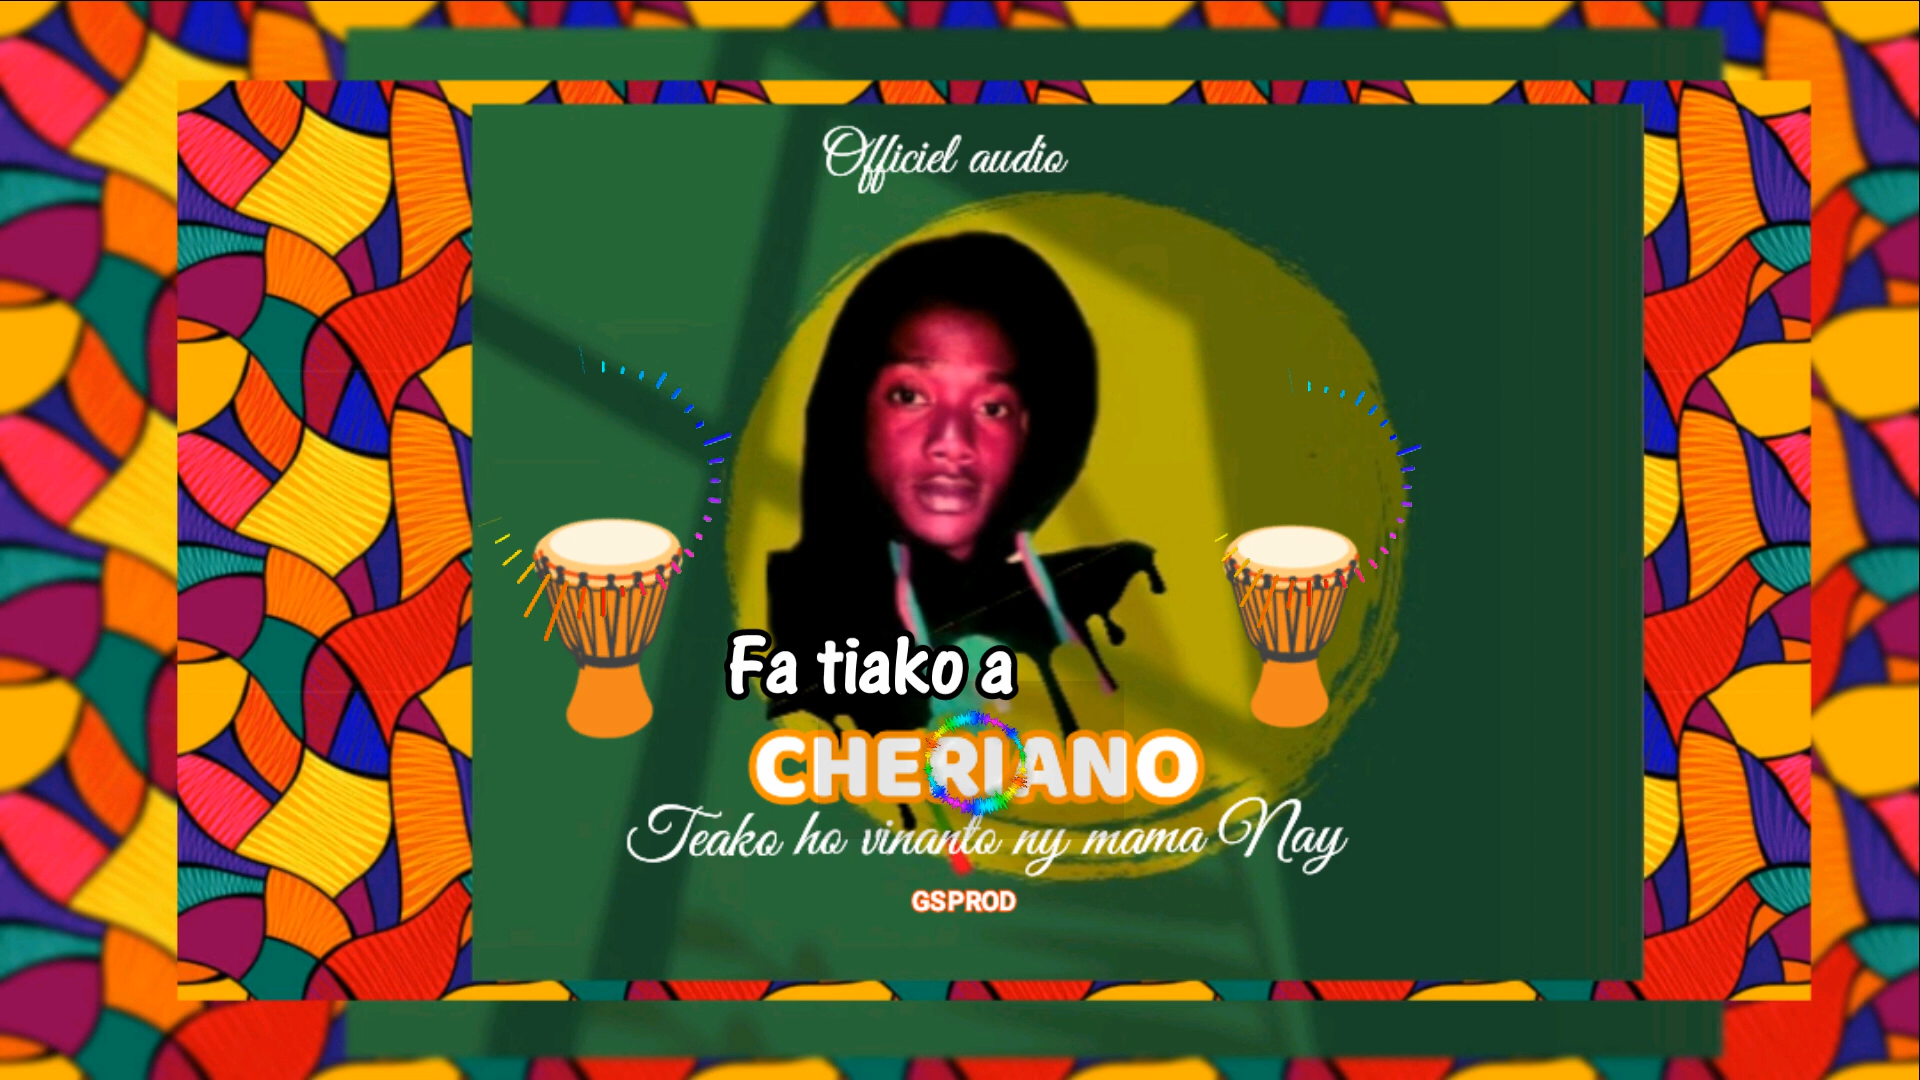 Officiel audio
Fa tiako a
CHERIANO
Teako ho vinanto ny mama Nay
GSPROD